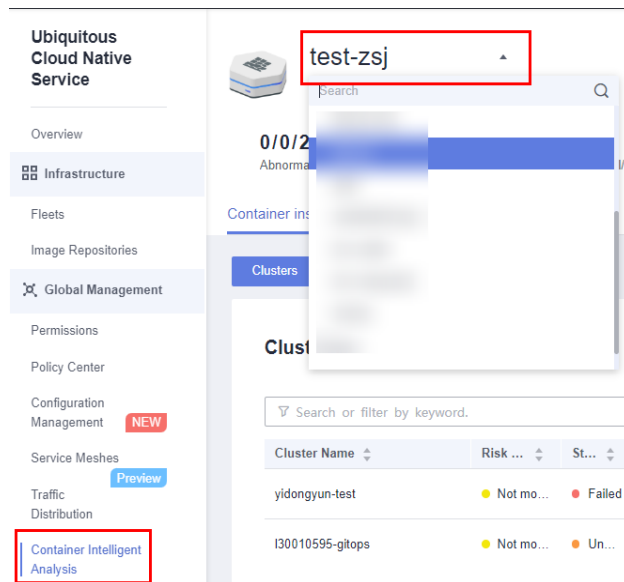 Ubiquitous
Cloud Native
Service
Overview
Infrastructure
Fleets
Image Repositories
Global Management
Permissions
Policy Center
Configuration
Management NEW
Service Meshes
Preview
Traffic
Distribution
Container Intelligent
Analysis
test-zsj
Search
0/0/2
Abnorma
Container ins
Clusters
Clust
Search or filter by keyword.
Cluster Name Risk ... St...
yidongyun-test Not mo... Failed
l30010595-gitops Not mo... Un...